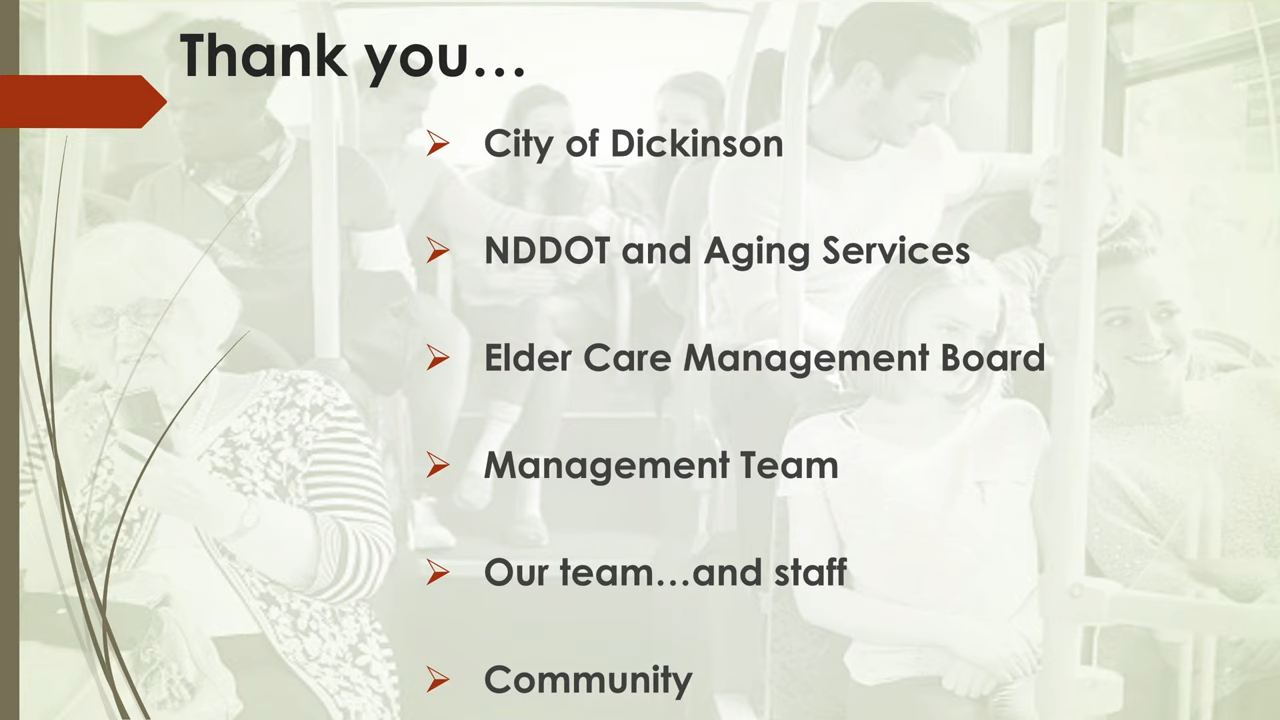 Thank you…
City of Dickinson
NDDOT and Aging Services
Elder Care Management Board
Management Team
Our team…and staff
Community